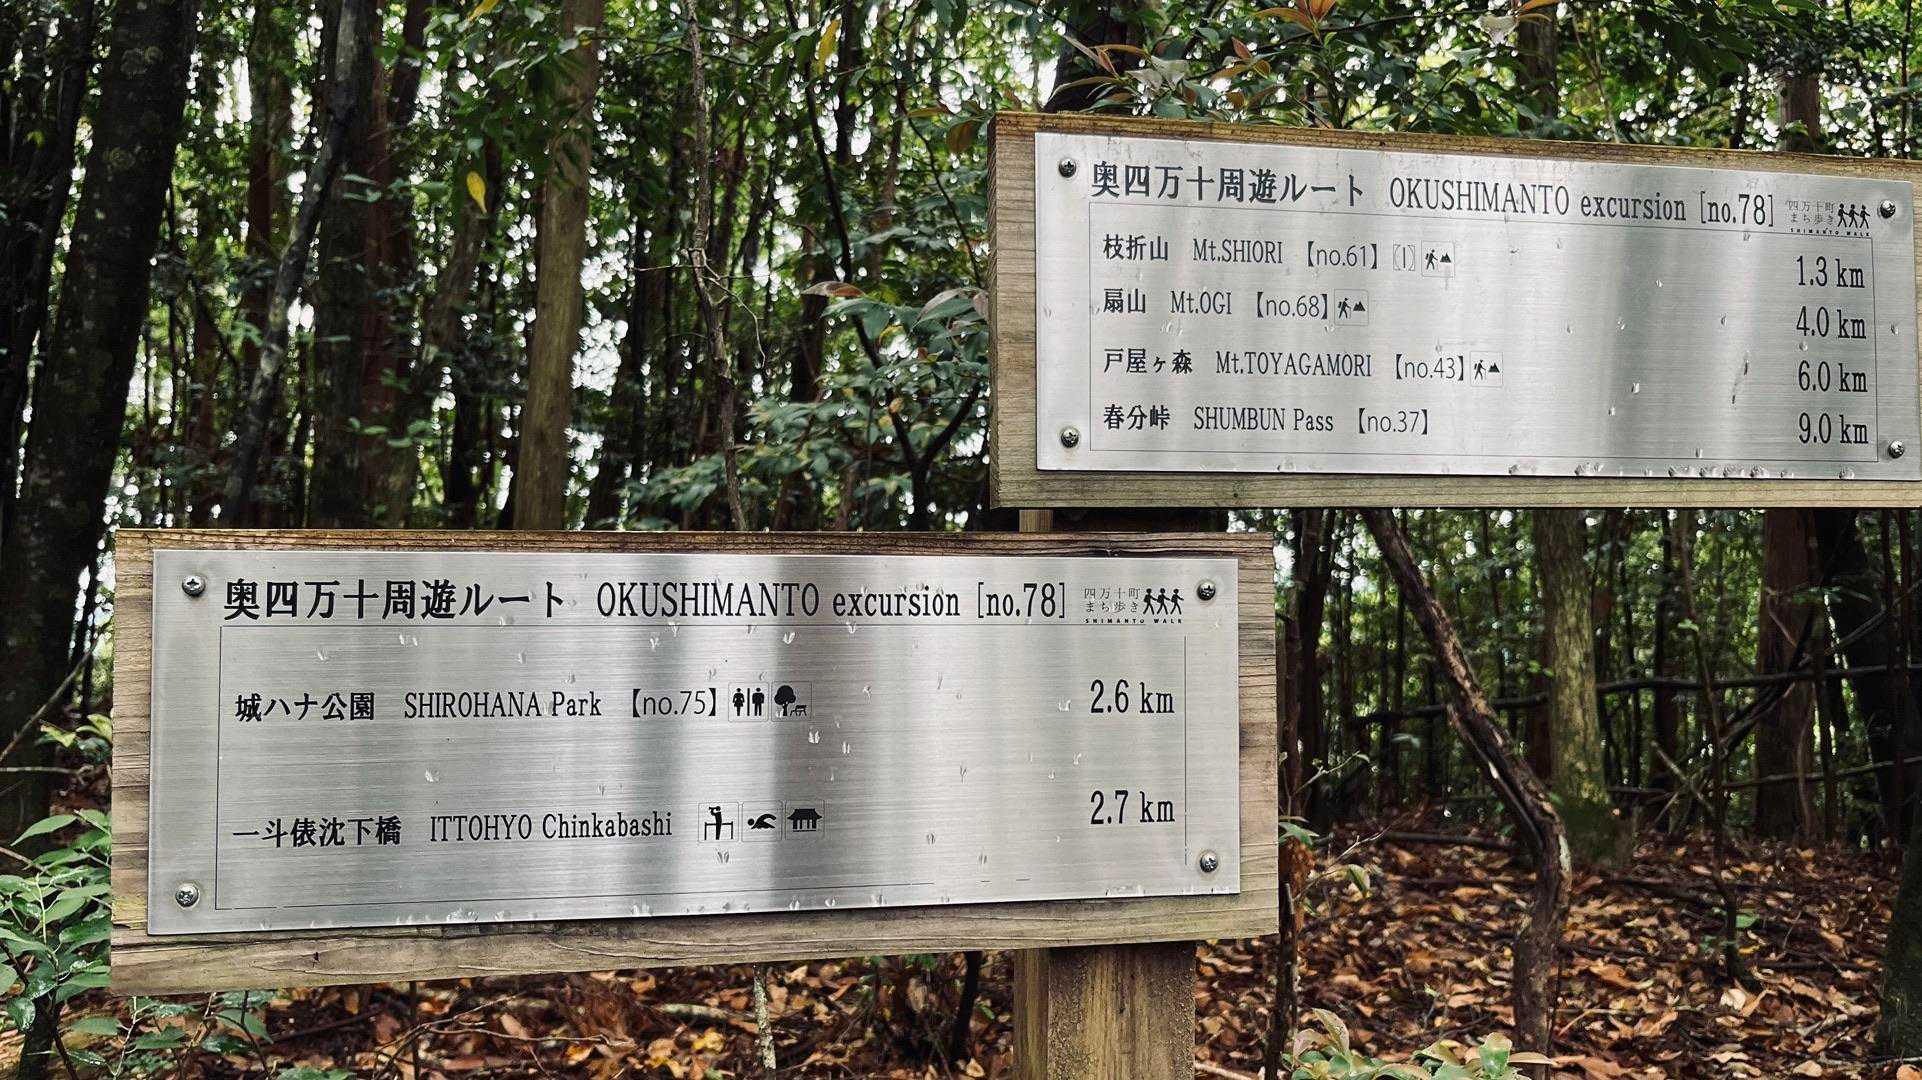 奥四万十周遊ルート OKUSHIMANTO excursion [no.78] 四万十町
まち歩き
SHIMANTO WALK
枝折山 Mt.SHIORI 【no.61】 1.3 km
扇山 Mt.OGI 【no.68】 4.0 km
戸屋ヶ森 Mt.TOYAGAMORI 【no.43】 6.0 km
春分峠 SHUMBUN Pass 【no.37】 9.0 km
奥四万十周遊ルート OKUSHIMANTO excursion [no.78] 四万十町
まち歩き
SHIMANTO WALK
城ハナ公園 SHIROHANA Park 【no.75】 2.6 km
一斗俵沈下橋 ITTOHYO Chinkabashi 2.7 km